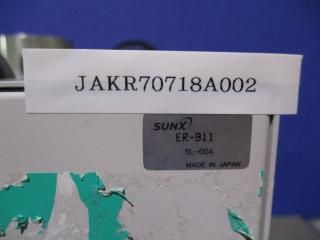 JAKR70718A002
SUNX
ER-B11
5L-004
MADE IN JAPAN